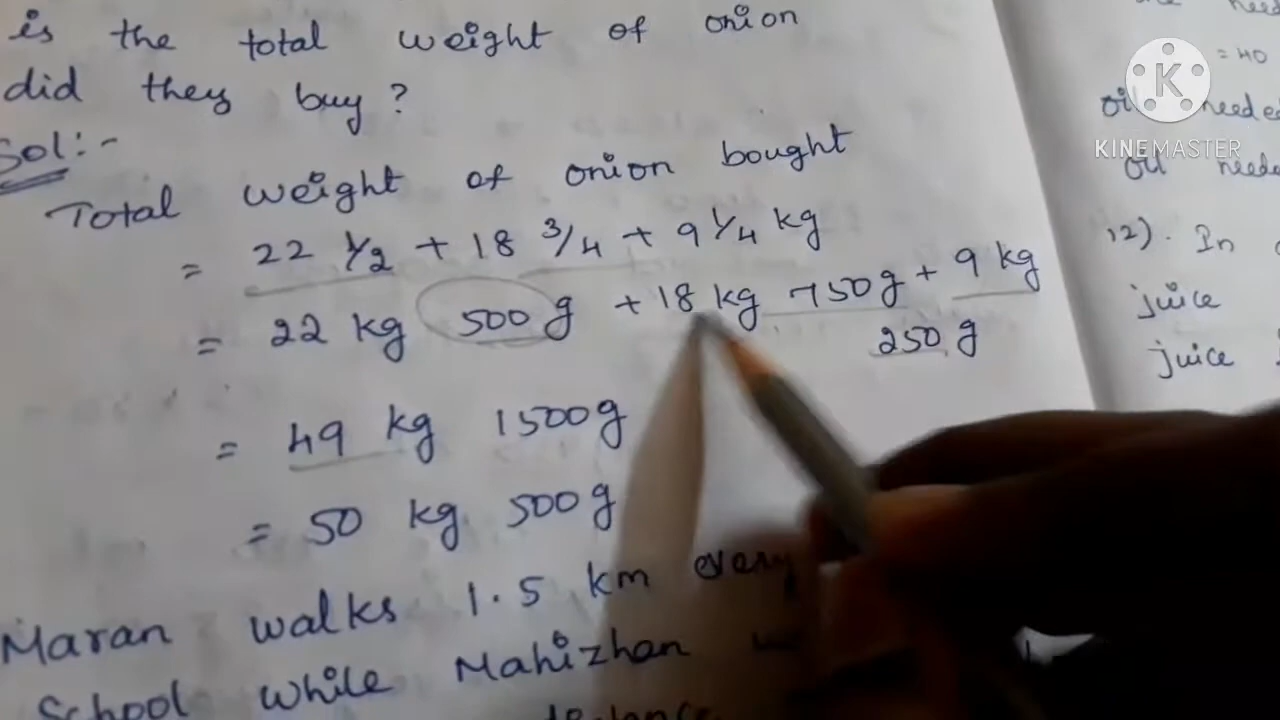 is the total weight of onion
did they buy?
Sol:-
Total weight of onion bought
= 22 1/2 + 18 3/4 + 9 1/4 kg
= 22 kg 500 g + 18 kg 750 g + 9 kg
250 g
= 49 kg 1500 g
= 50 kg 500 g
Maran walks 1.5 km every
School while Mahizhan
= 40
oil needed
oil
12). In
juice
juice
K
KINEMASTER